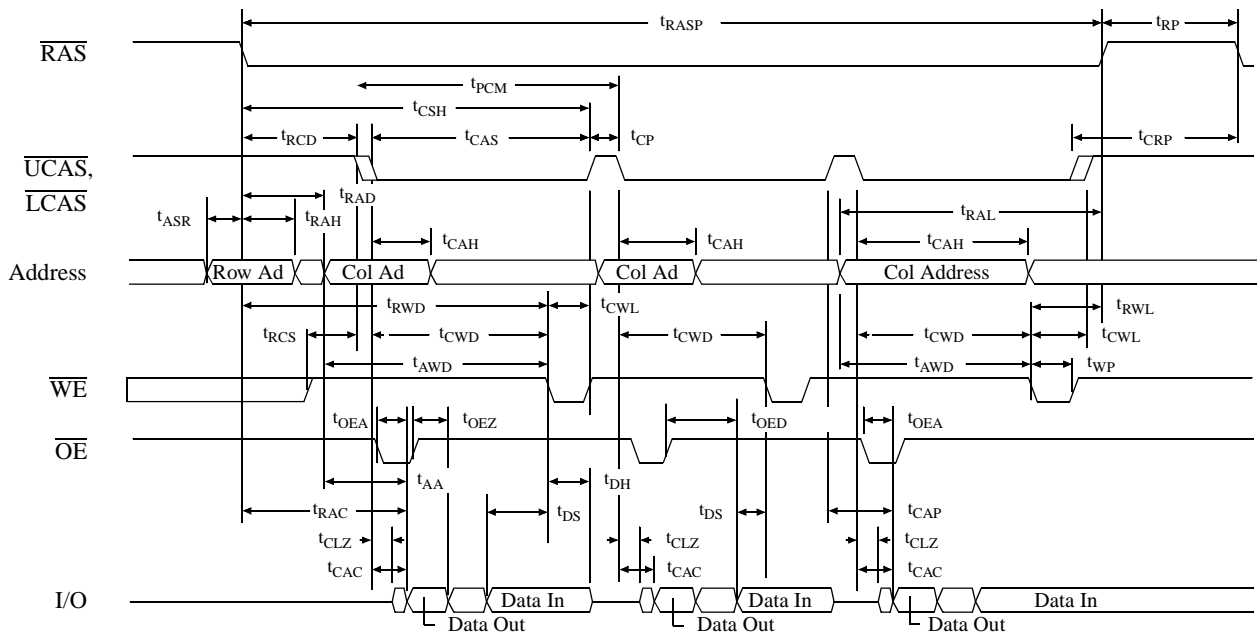 tRASP tRP
RAS
tPCM
tCSH
tRCD tCAS tCP tCRP
UCAS,
LCAS
tRAD
tASR tRAH tRAL
tCAH tCAH tCAH
Address Row Ad Col Ad Col Ad Col Address
tRWD tCWL tRWL
tRCS tCWD tCWD tCWD tCWL
tAWD tAWD tWP
WE
tOEA tOEZ tOED tOEA
OE
tAA tDH
tRAC tDS tDS tCAP
tCLZ tCLZ tCLZ
tCAC tCAC tCAC
I/O Data In Data In Data In
Data Out Data Out Data Out